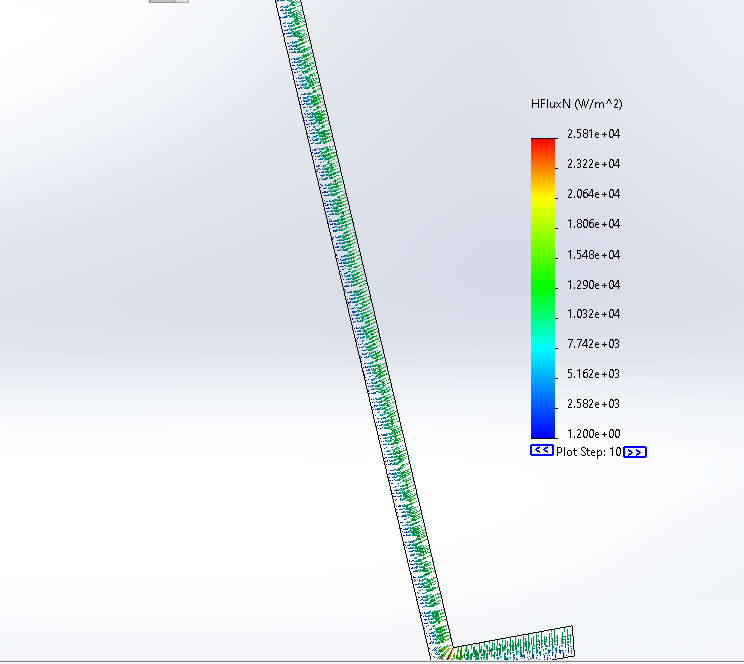 HFluxN (W/m^2)
2.581e+04
2.322e+04
2.064e+04
1.806e+04
1.548e+04
1.290e+04
1.032e+04
7.742e+03
5.162e+03
2.582e+03
1.200e+00
<< Plot Step: 10 >>